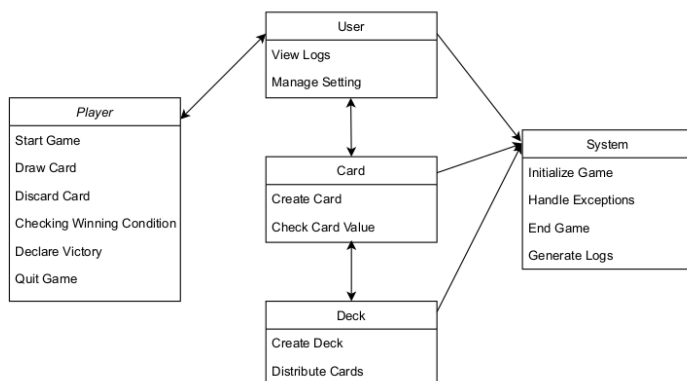 User
View Logs
Manage Setting
Player
Start Game
Draw Card
Discard Card
Checking Winning Condition
Declare Victory
Quit Game
Card
Create Card
Check Card Value
System
Initialize Game
Handle Exceptions
End Game
Generate Logs
Deck
Create Deck
Distribute Cards